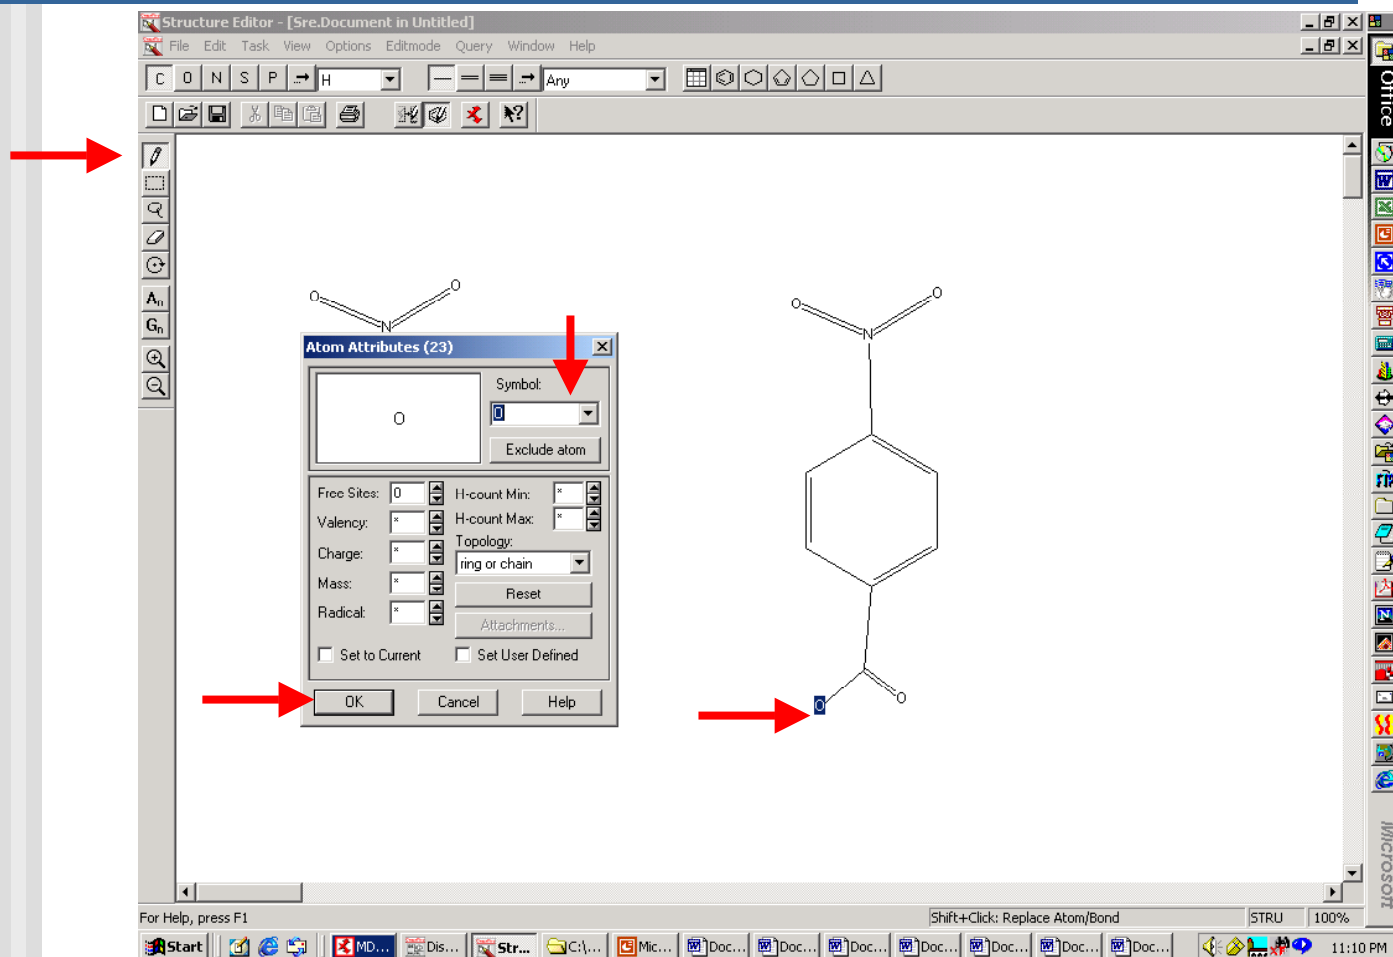 Structure Editor - [Sre.Document in Untitled]
File Edit Task View Options Editmode Query Window Help
C O N S P H Any
Office
An
Gn
O O
N
O O
N
Atom Attributes (23)
Symbol:
O
O
Exclude atom
Free Sites: 0 H-count Min: *
Valency: * H-count Max: *
Topology:
Charge: * ring or chain
Mass: * Reset
Radical: * Attachments...
Set to Current Set User Defined
OK Cancel Help
O O
Microsoft
For Help, press F1 Shift+Click: Replace Atom/Bond STRU 100%
Start MD... Dis... Str... C:\... Mic... Doc... Doc... Doc... Doc... Doc... Doc... Doc... 11:10 PM